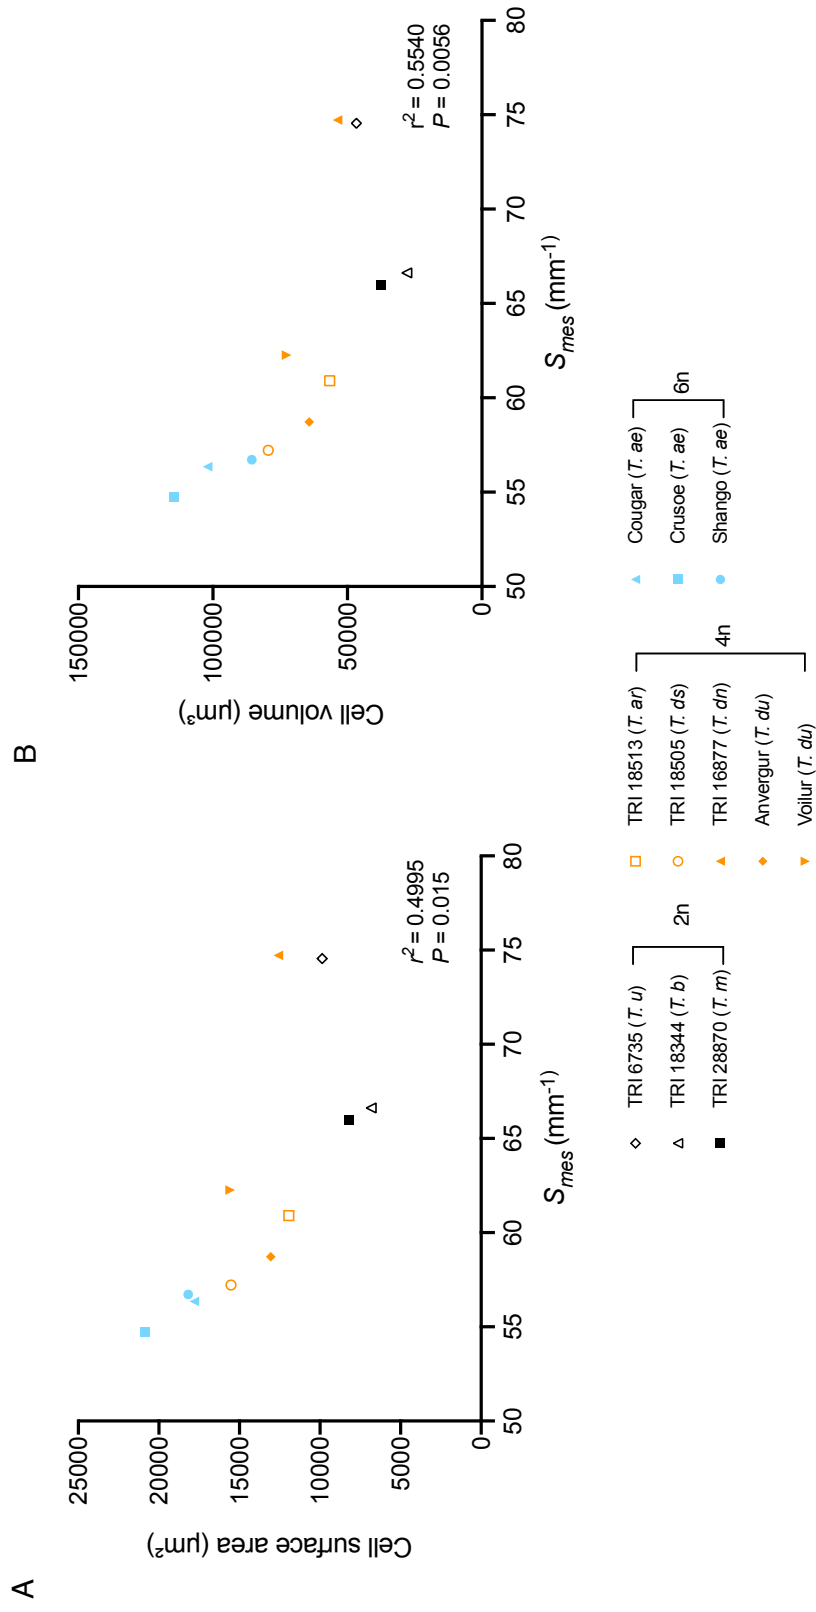 A
25000
20000
15000
10000
5000
0
Cell surface area (µm²)
50
55
60
65
70
75
80
S_mes (mm⁻¹)
r² = 0.4995
P = 0.015
B
150000
100000
50000
0
Cell volume (µm³)
50
55
60
65
70
75
80
S_mes (mm⁻¹)
r² = 0.5540
P = 0.0056
TRI 6735 (T. u)
TRI 18344 (T. b)
TRI 28870 (T. m)
2n
TRI 18513 (T. ar)
TRI 18505 (T. ds)
TRI 16877 (T. dn)
Anvergur (T. du)
Voilur (T. du)
4n
Cougar (T. ae)
Crusoe (T. ae)
Shango (T. ae)
6n